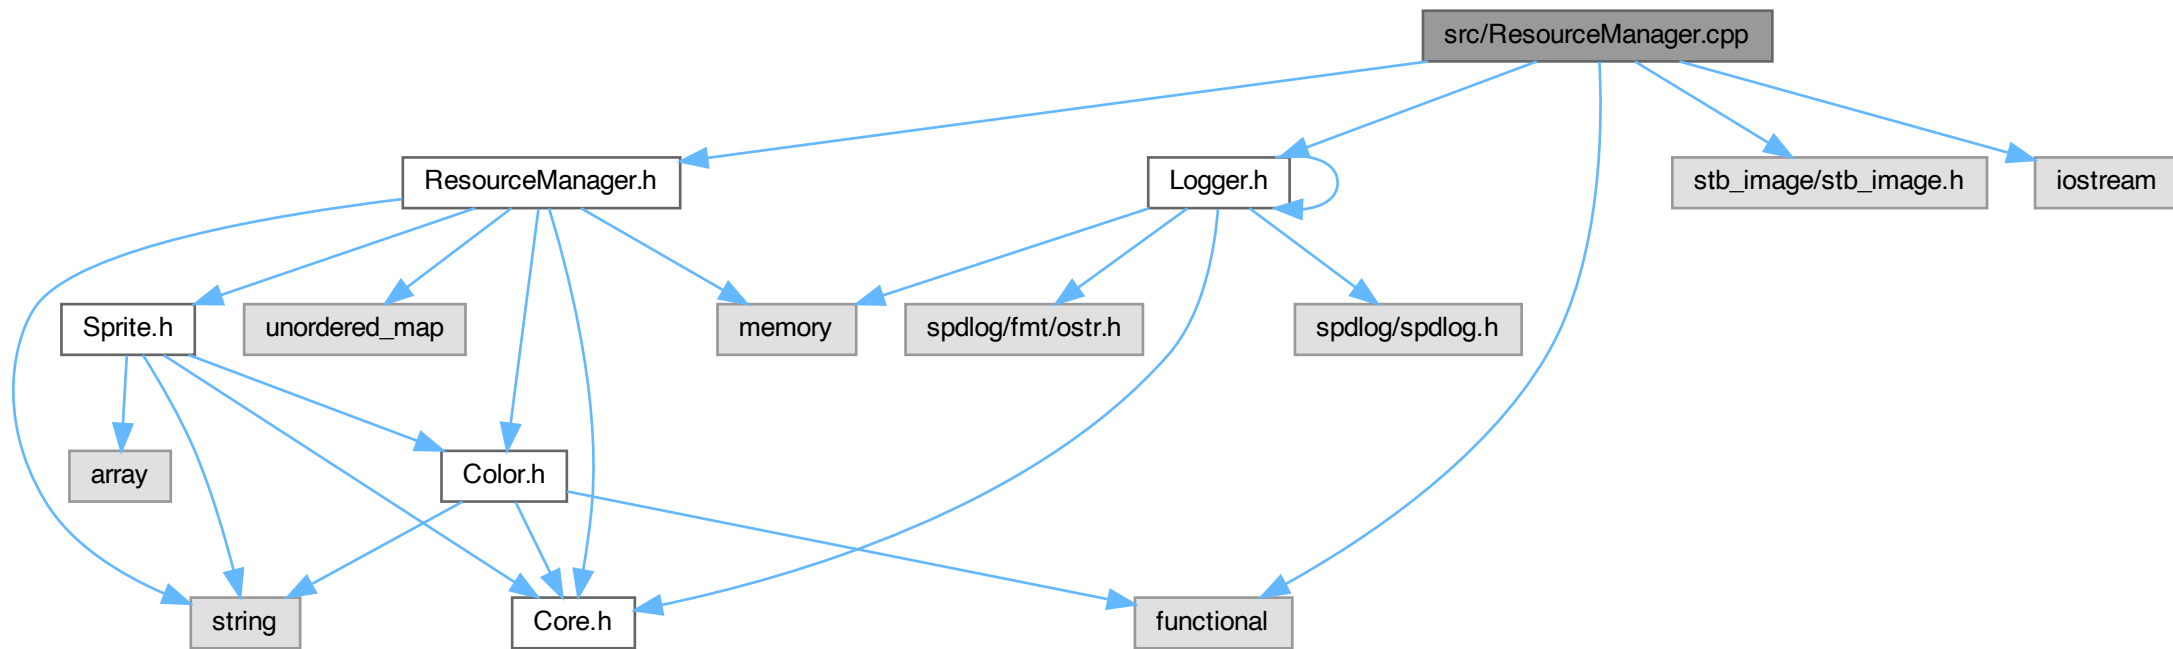 src/ResourceManager.cpp
ResourceManager.h
Logger.h
stb_image/stb_image.h
iostream
Sprite.h
unordered_map
memory
spdlog/fmt/ostr.h
spdlog/spdlog.h
array
Color.h
string
Core.h
functional